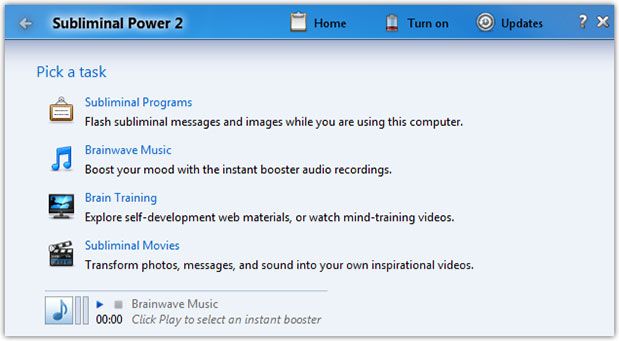 Subliminal Power 2 Home Turn on Updates ? X
Pick a task
Subliminal Programs
Flash subliminal messages and images while you are using this computer.
Brainwave Music
Boost your mood with the instant booster audio recordings.
Brain Training
Explore self-development web materials, or watch mind-training videos.
Subliminal Movies
Transform photos, messages, and sound into your own inspirational videos.
Brainwave Music
00:00 Click Play to select an instant booster